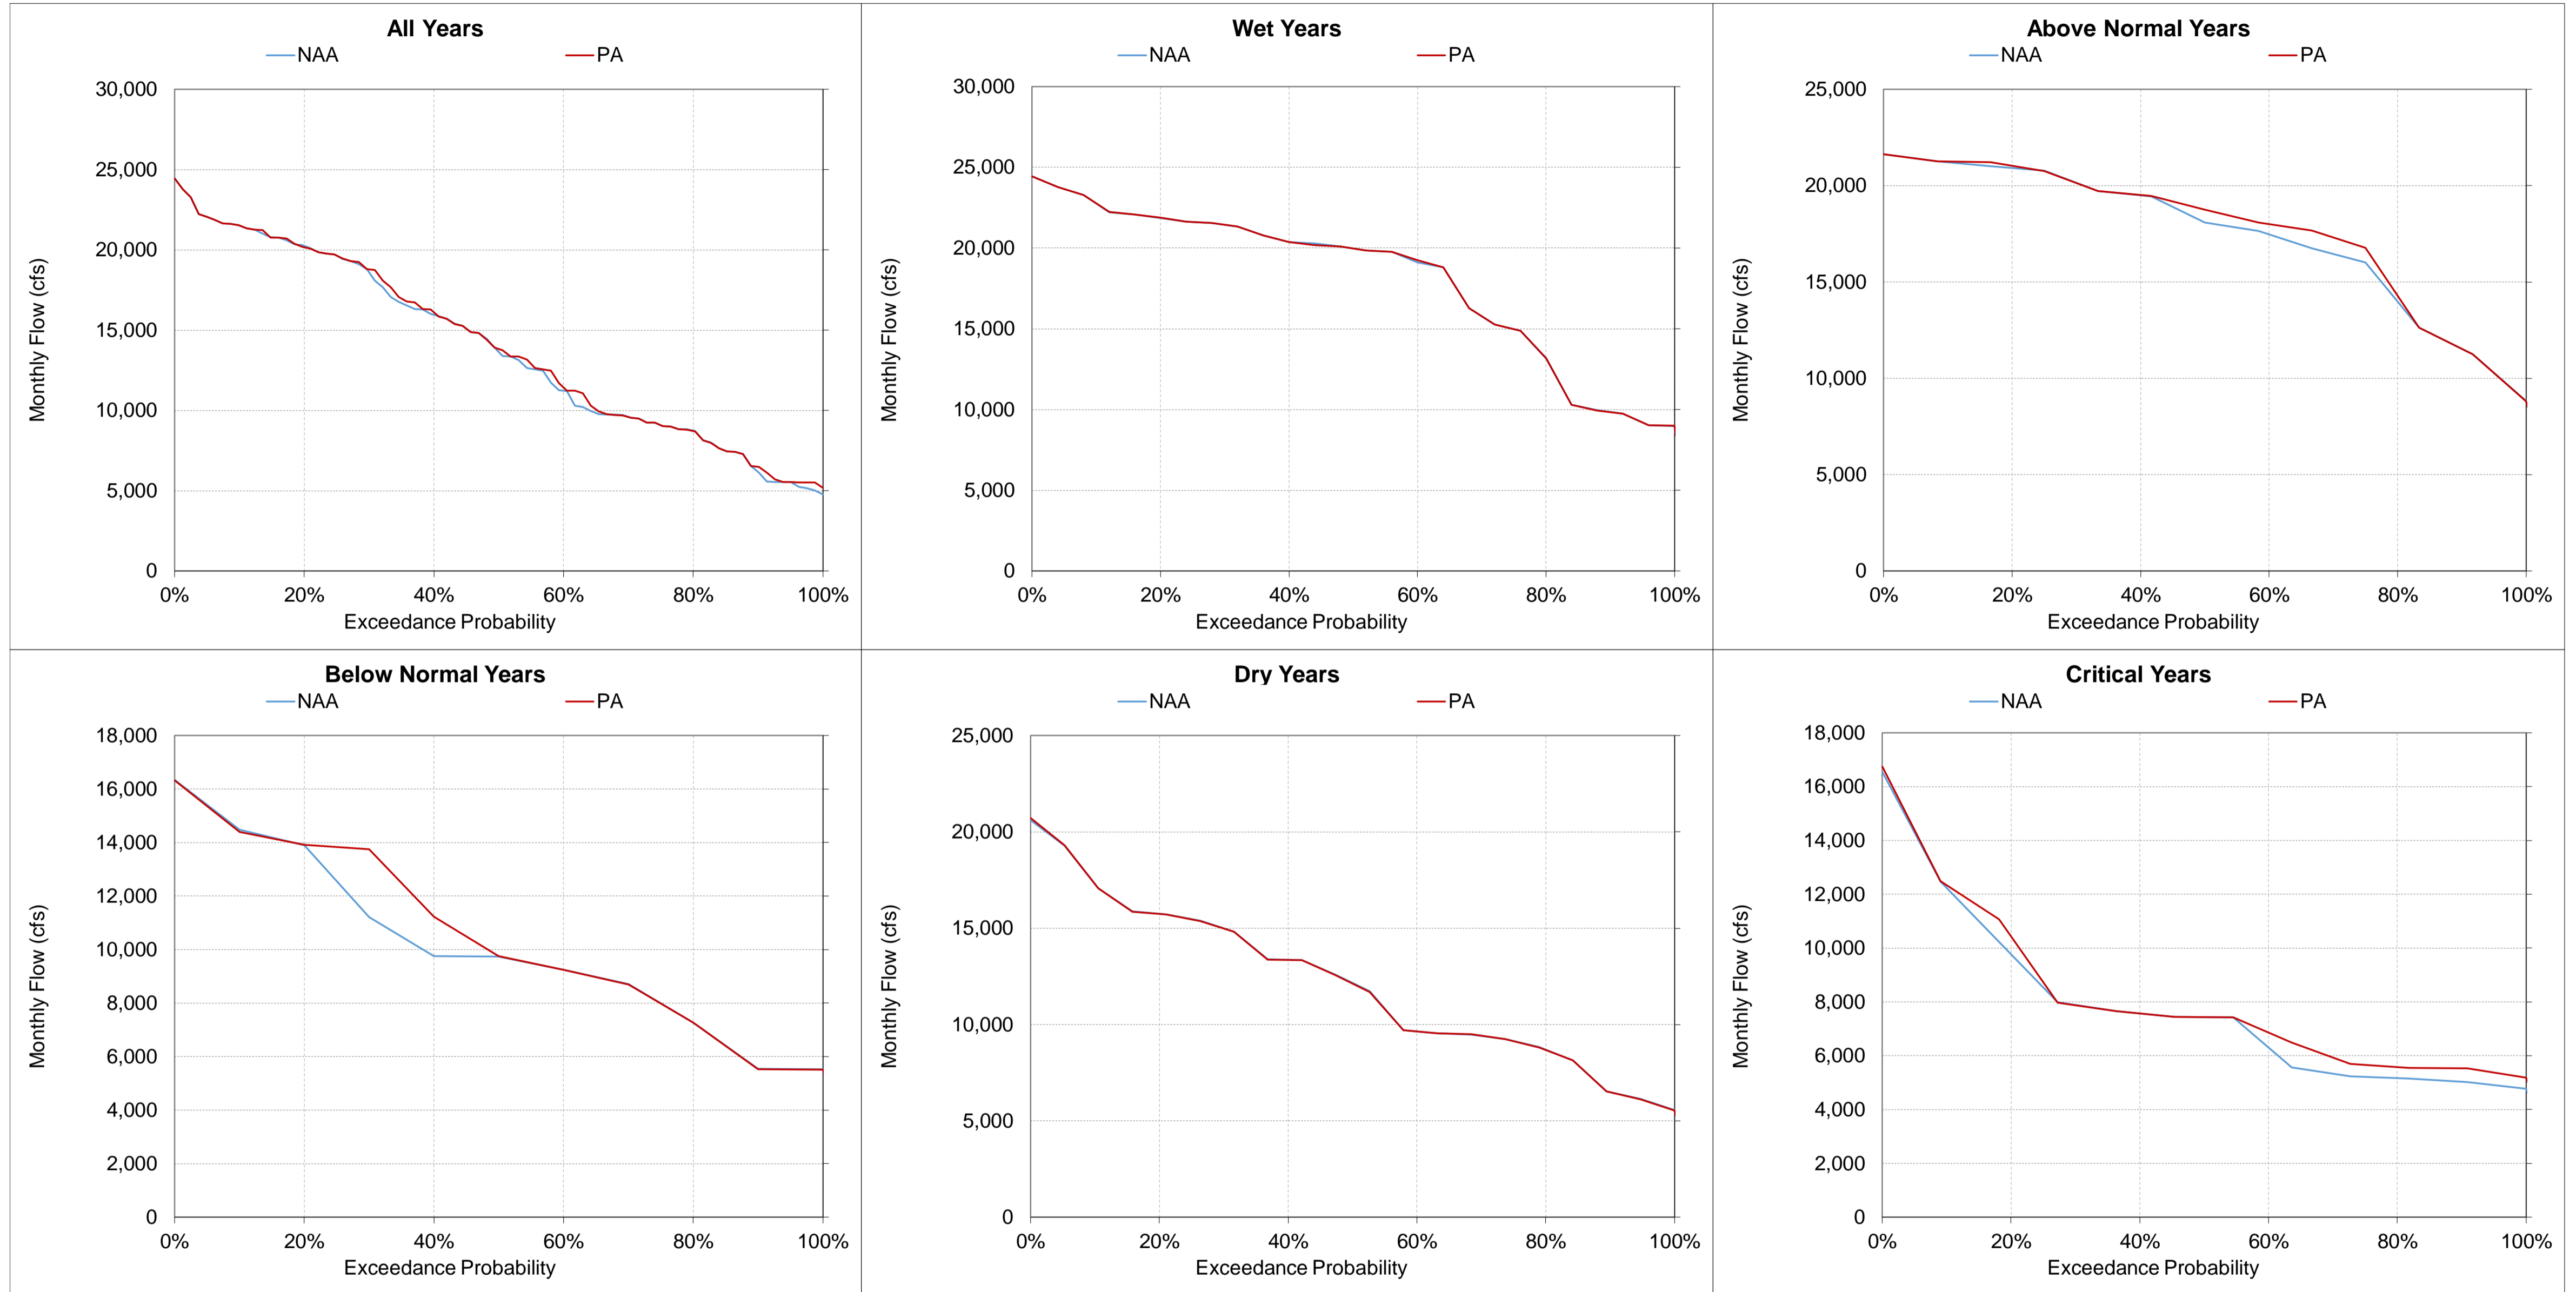 All Years
NAA PA
30,000
25,000
20,000
15,000
10,000
5,000
0
Monthly Flow (cfs)
0% 20% 40% 60% 80% 100%
Exceedance Probability
Wet Years
NAA PA
30,000
25,000
20,000
15,000
10,000
5,000
0
Monthly Flow (cfs)
0% 20% 40% 60% 80% 100%
Exceedance Probability
Above Normal Years
NAA PA
25,000
20,000
15,000
10,000
5,000
0
Monthly Flow (cfs)
0% 20% 40% 60% 80% 100%
Exceedance Probability
Below Normal Years
NAA PA
18,000
16,000
14,000
12,000
10,000
8,000
6,000
4,000
2,000
0
Monthly Flow (cfs)
0% 20% 40% 60% 80% 100%
Exceedance Probability
Dry Years
NAA PA
25,000
20,000
15,000
10,000
5,000
0
Monthly Flow (cfs)
0% 20% 40% 60% 80% 100%
Exceedance Probability
Critical Years
NAA PA
18,000
16,000
14,000
12,000
10,000
8,000
6,000
4,000
2,000
0
Monthly Flow (cfs)
0% 20% 40% 60% 80% 100%
Exceedance Probability